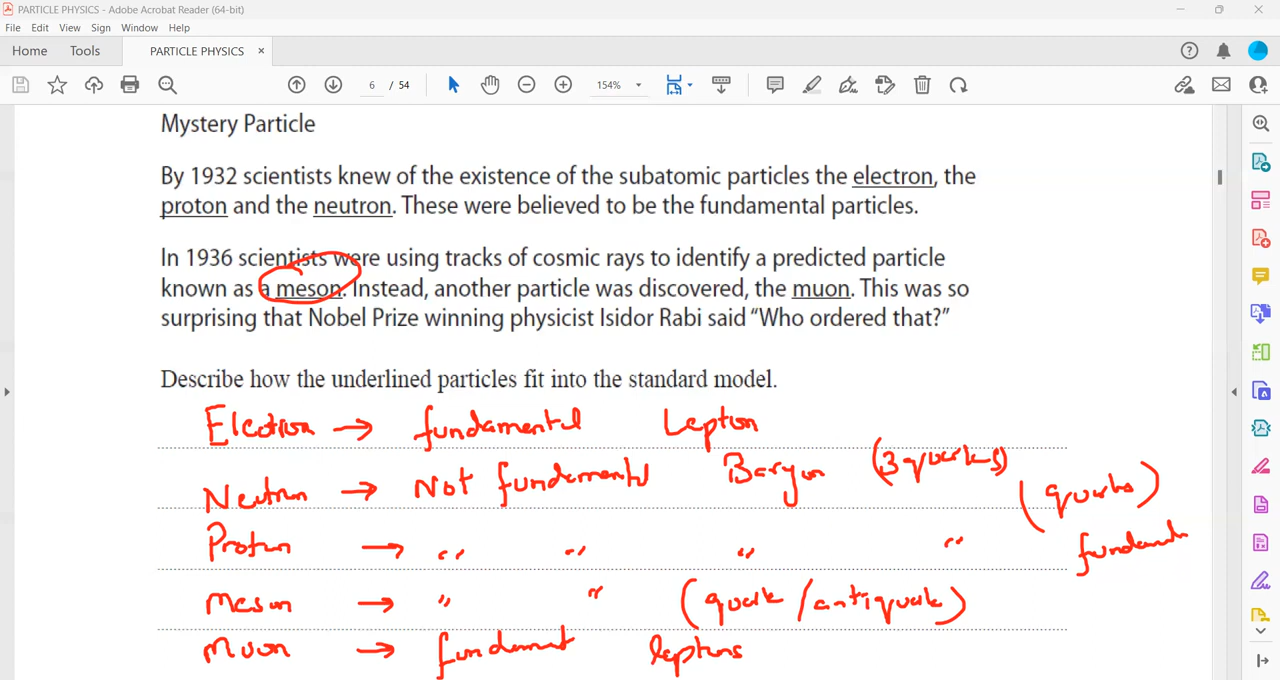 PARTICLE PHYSICS - Adobe Acrobat Reader (64-bit)
File Edit View Sign Window Help
Home Tools PARTICLE PHYSICS ×
6 / 54 154%
Mystery Particle
By 1932 scientists knew of the existence of the subatomic particles the electron, the
proton and the neutron. These were believed to be the fundamental particles.
In 1936 scientists were using tracks of cosmic rays to identify a predicted particle
known as a meson. Instead, another particle was discovered, the muon. This was so
surprising that Nobel Prize winning physicist Isidor Rabi said “Who ordered that?”
Describe how the underlined particles fit into the standard model.
Electron → fundamental Lepton
Neutron → Not fundamental Baryon (3 quarks)
(quarks)
fundamental
Proton → " " " "
Meson → " " (quark / antiquark)
Muon → fundament leptons